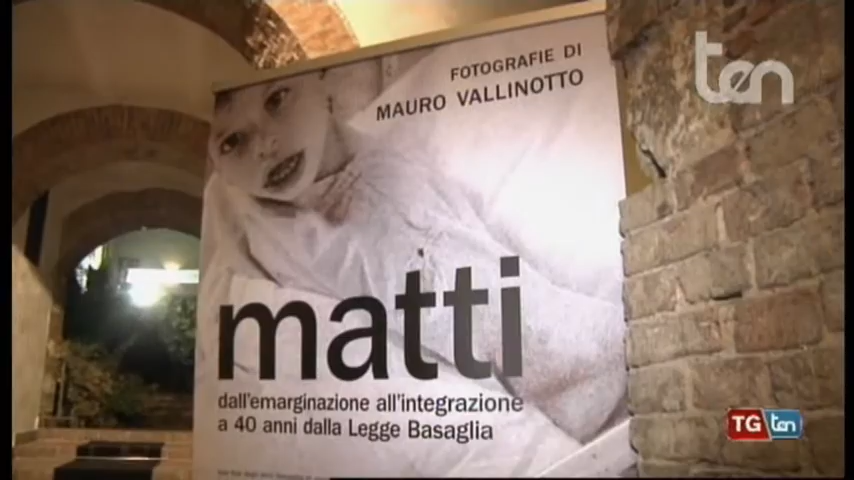 ten
FOTOGRAFIE DI
MAURO VALLINOTTO
matti
dall'emarginazione all'integrazione
a 40 anni dalla Legge Basaglia
TG ten